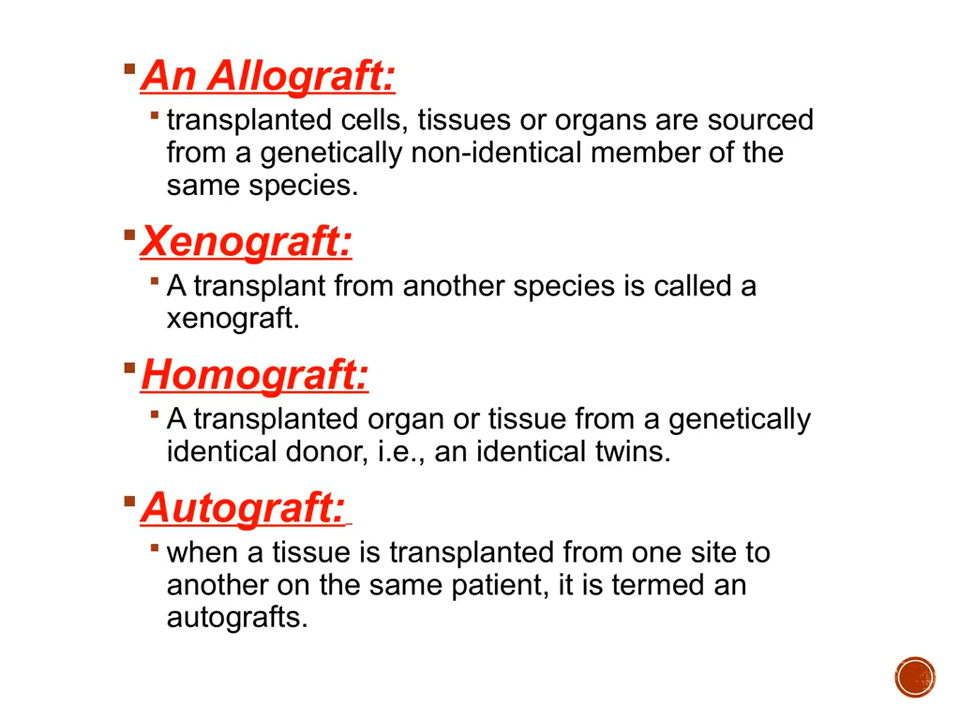 An Allograft:
transplanted cells, tissues or organs are sourced
from a genetically non-identical member of the
same species.
Xenograft:
A transplant from another species is called a
xenograft.
Homograft:
A transplanted organ or tissue from a genetically
identical donor, i.e., an identical twins.
Autograft:
when a tissue is transplanted from one site to
another on the same patient, it is termed an
autografts.